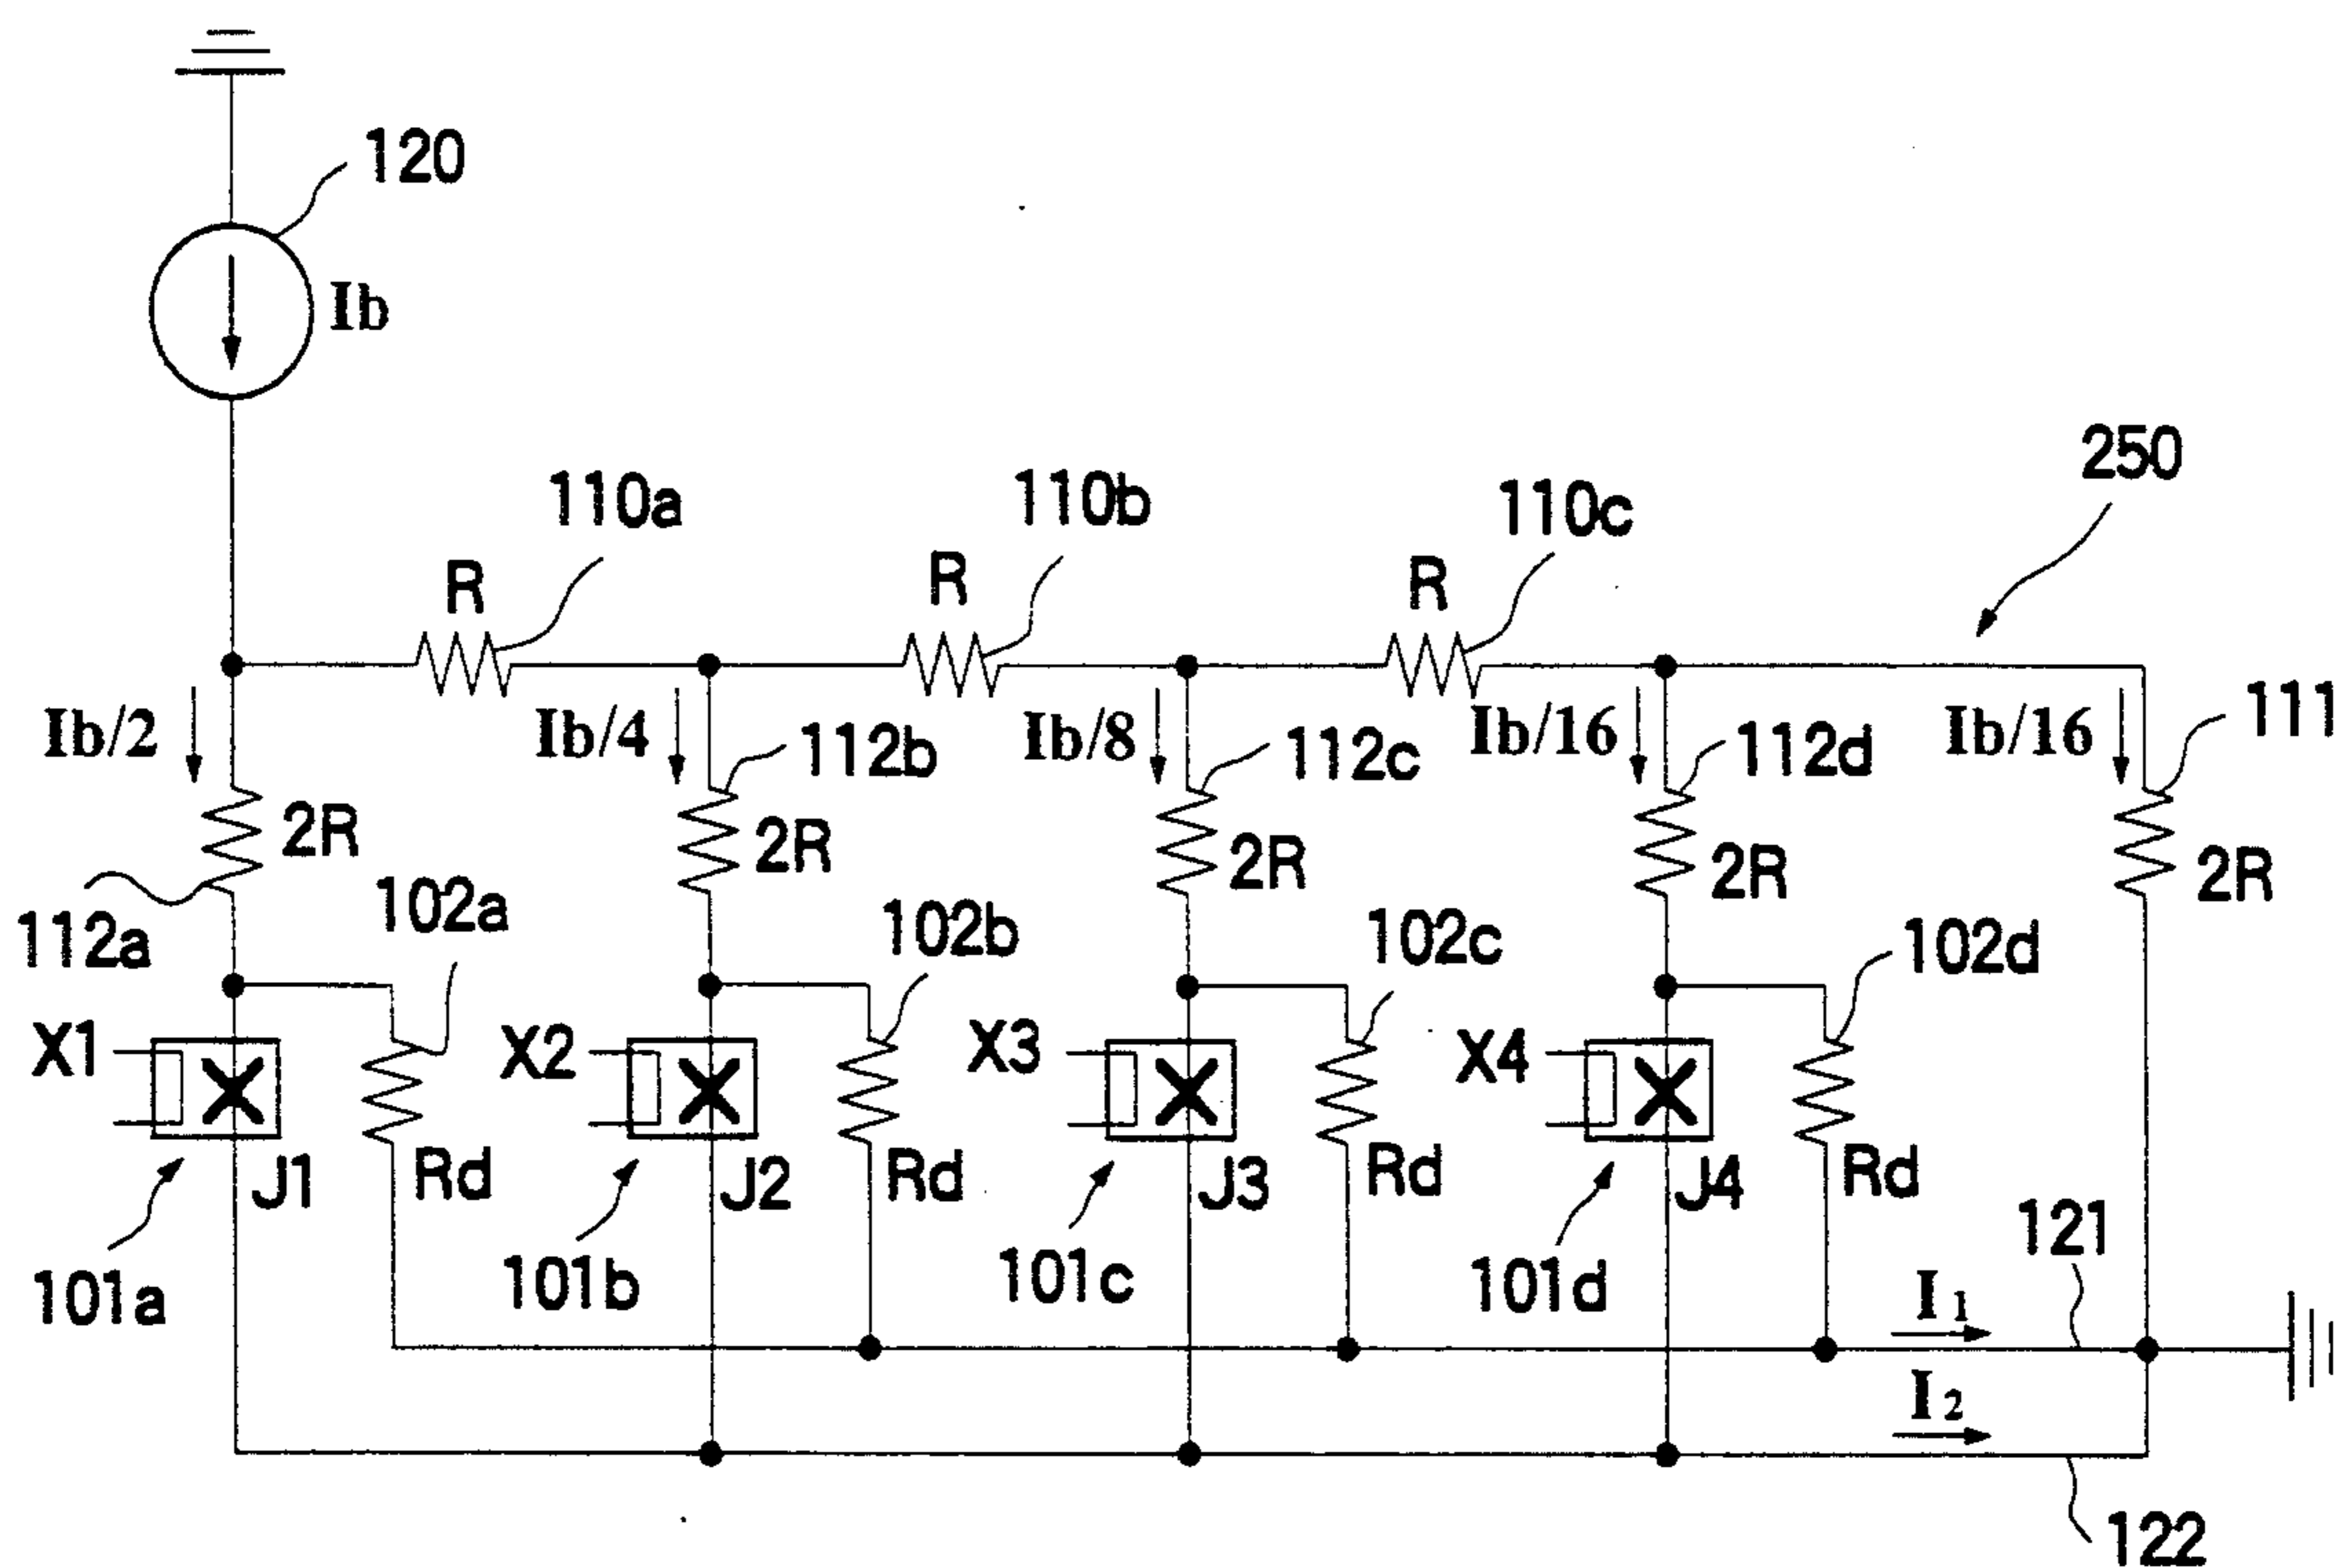 120
Ib
250
110a
110b
110c
R
R
R
Ib/2
Ib/4
112b
Ib/8
112c
Ib/16
112d
Ib/16
111
2R
2R
2R
2R
2R
112a
102a
102b
102c
102d
X1
X2
X3
X4
J1
Rd
J2
Rd
J3
Rd
J4
Rd
101a
101b
101c
101d
121
I1
I2
122